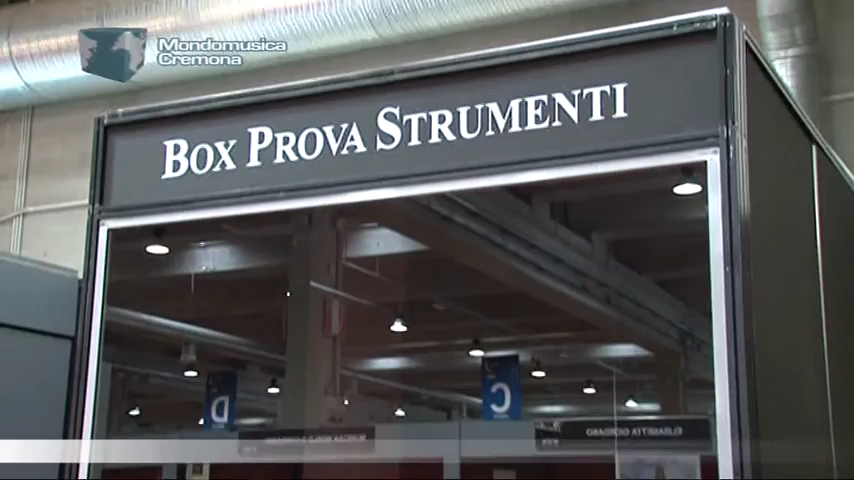 Mondomusica
Cremona
BOX PROVA STRUMENTI
D
C
ELISABETTA GIORDANO